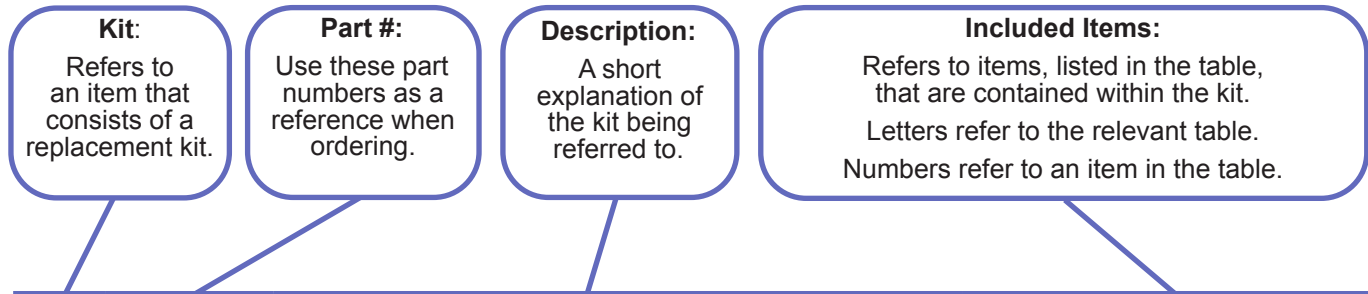 Kit:
Refers to
an item that
consists of a
replacement kit.
Part #:
Use these part
numbers as a
reference when
ordering.
Description:
A short
explanation of
the kit being
referred to.
Included Items:
Refers to items, listed in the table,
that are contained within the kit.
Letters refer to the relevant table.
Numbers refer to an item in the table.